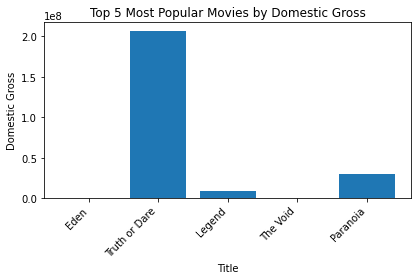 Top 5 Most Popular Movies by Domestic Gross
1e8
2.0
1.5
1.0
0.5
0.0
Domestic Gross
Eden
Truth or Dare
Legend
The Void
Paranoia
Title